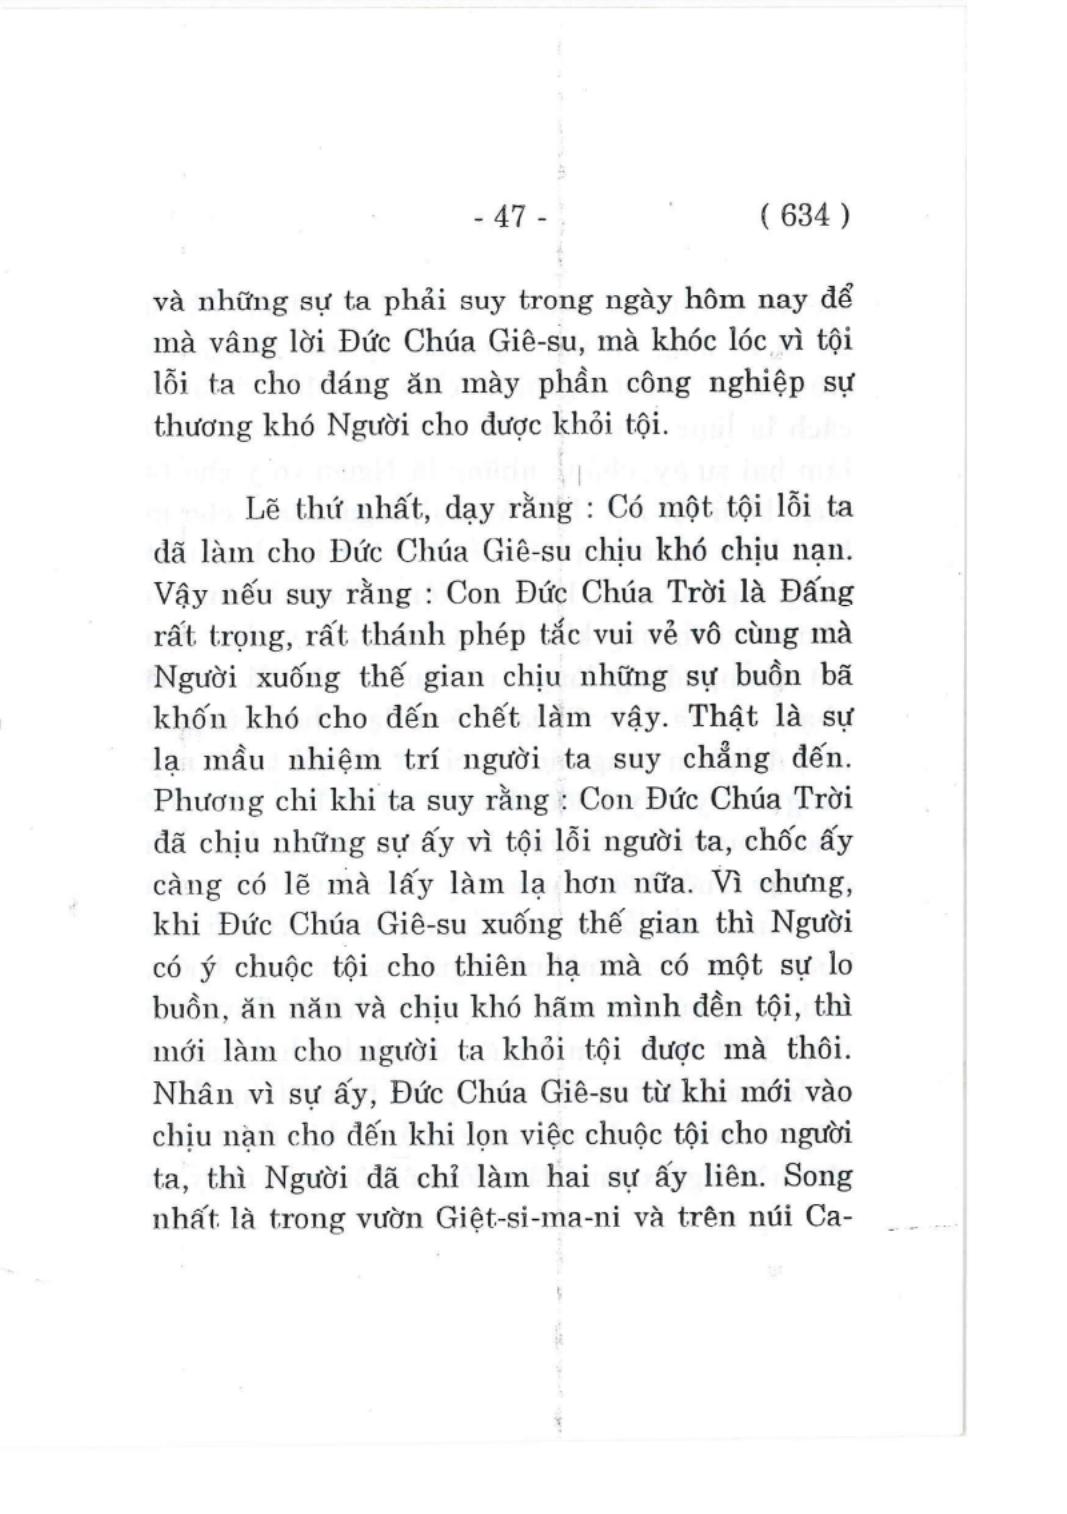 - 47 - ( 634 )
và những sự ta phải suy trong ngày hôm nay để
mà vâng lời Đức Chúa Giê-su, mà khóc lóc vì tội
lỗi ta cho đáng ăn mày phần công nghiệp sự
thương khó Người cho được khỏi tội.
Lẽ thứ nhất, dạy rằng : Có một tội lỗi ta
đã làm cho Đức Chúa Giê-su chịu khó chịu nạn.
Vậy nếu suy rằng : Con Đức Chúa Trời là Đấng
rất trọng, rất thánh phép tắc vui vẻ vô cùng mà
Người xuống thế gian chịu những sự buồn bã
khốn khó cho đến chết làm vậy. Thật là sự
lạ mầu nhiệm trí người ta suy chẳng đến.
Phương chi khi ta suy rằng : Con Đức Chúa Trời
đã chịu những sự ấy vì tội lỗi người ta, chốc ấy
càng có lẽ mà lấy làm lạ hơn nữa. Vì chưng,
khi Đức Chúa Giê-su xuống thế gian thì Người
có ý chuộc tội cho thiên hạ mà có một sự lo
buồn, ăn năn và chịu khó hãm mình đền tội, thì
mới làm cho người ta khỏi tội được mà thôi.
Nhân vì sự ấy, Đức Chúa Giê-su từ khi mới vào
chịu nạn cho đến khi lọn việc chuộc tội cho người
ta, thì Người đã chỉ làm hai sự ấy liên. Song
nhất là trong vườn Giệt-si-ma-ni và trên núi Ca-